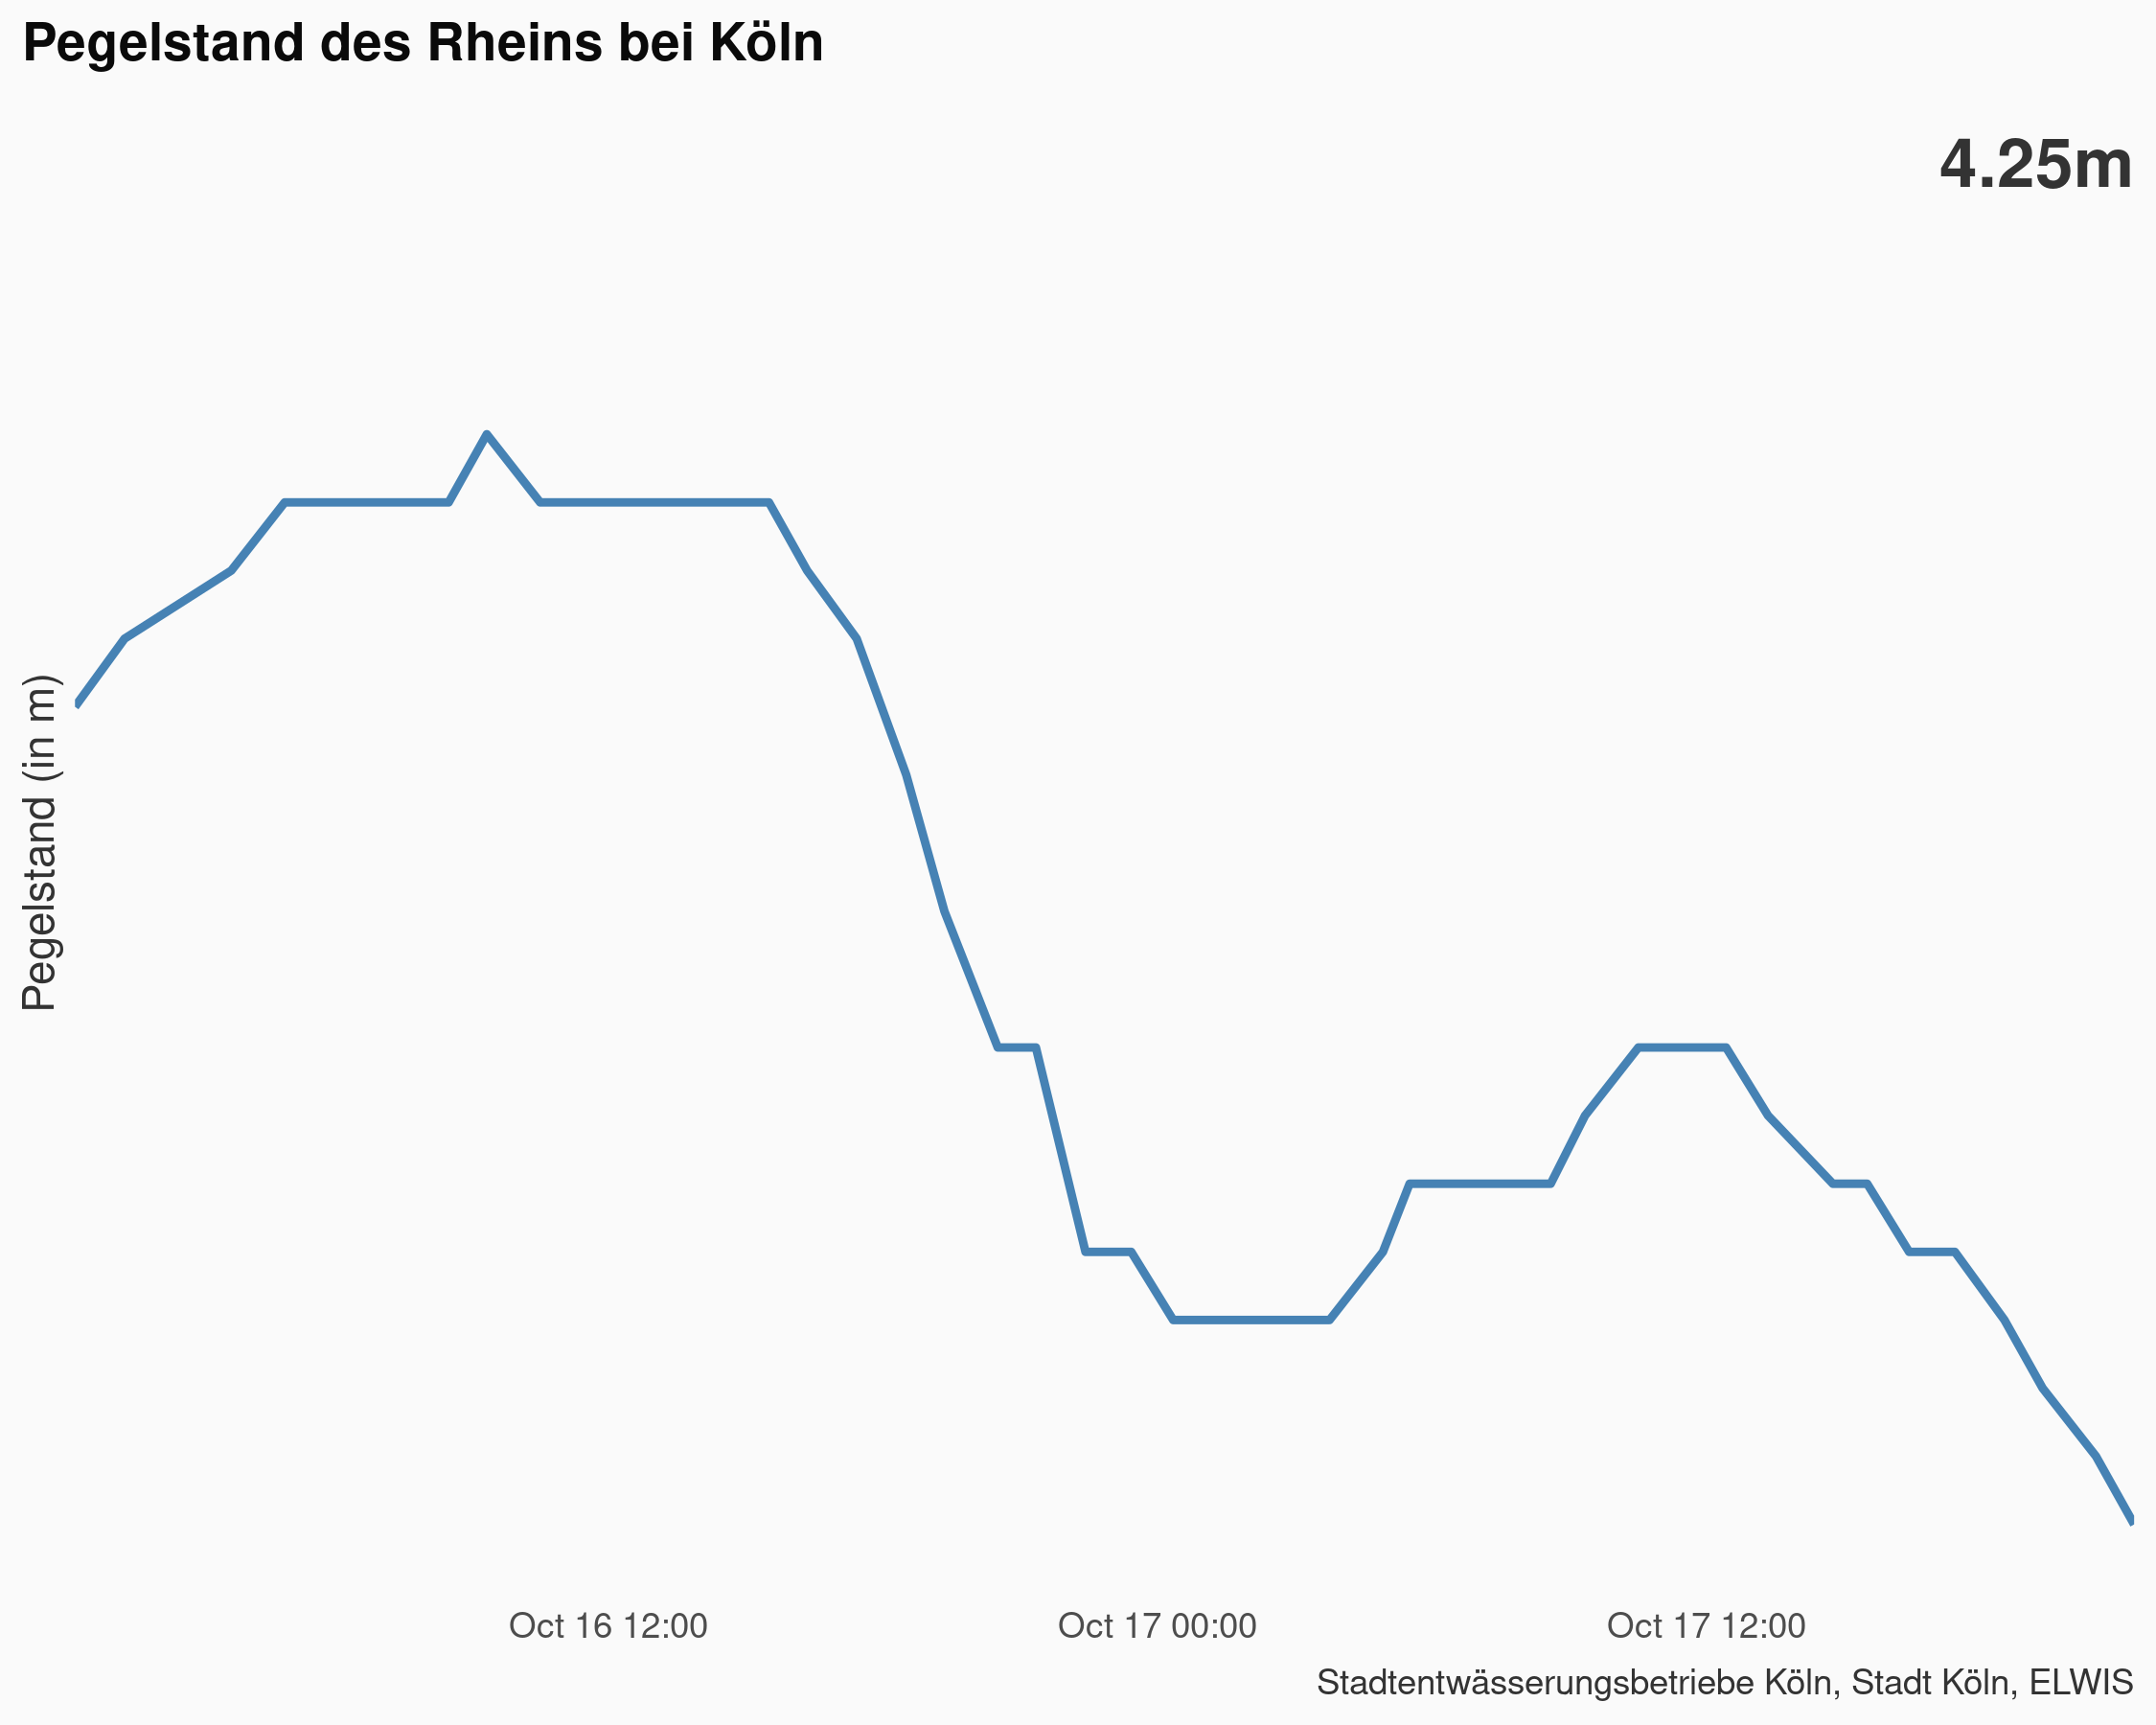 Pegelstand des Rheins bei Köln
4.25m
Pegelstand (in m)
Oct 16 12:00
Oct 17 00:00
Oct 17 12:00
Stadtentwässerungsbetriebe Köln, Stadt Köln, ELWIS